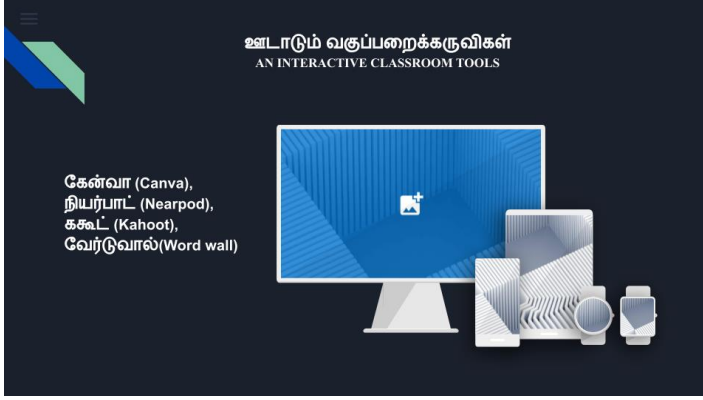 ஊடாடும் வகுப்பறைக்கருவிகள்
AN INTERACTIVE CLASSROOM TOOLS
கேன்வா (Canva),
நியர்பாட் (Nearpod),
ககூட் (Kahoot),
வேர்டுவால்(Word wall)